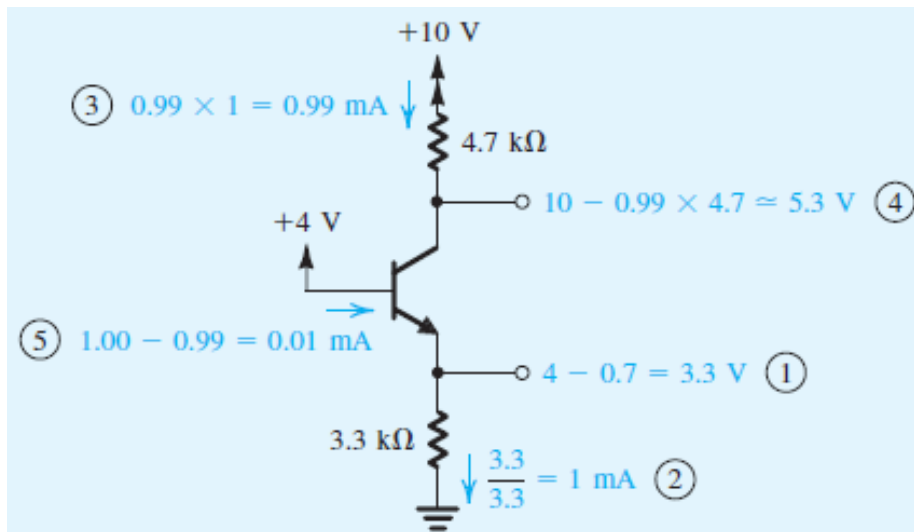 +10 V
③ 0.99 × 1 = 0.99 mA
4.7 kΩ
10 − 0.99 × 4.7 ≃ 5.3 V ④
+4 V
⑤ 1.00 − 0.99 = 0.01 mA
4 − 0.7 = 3.3 V ①
3.3 kΩ
3.3/3.3 = 1 mA ②